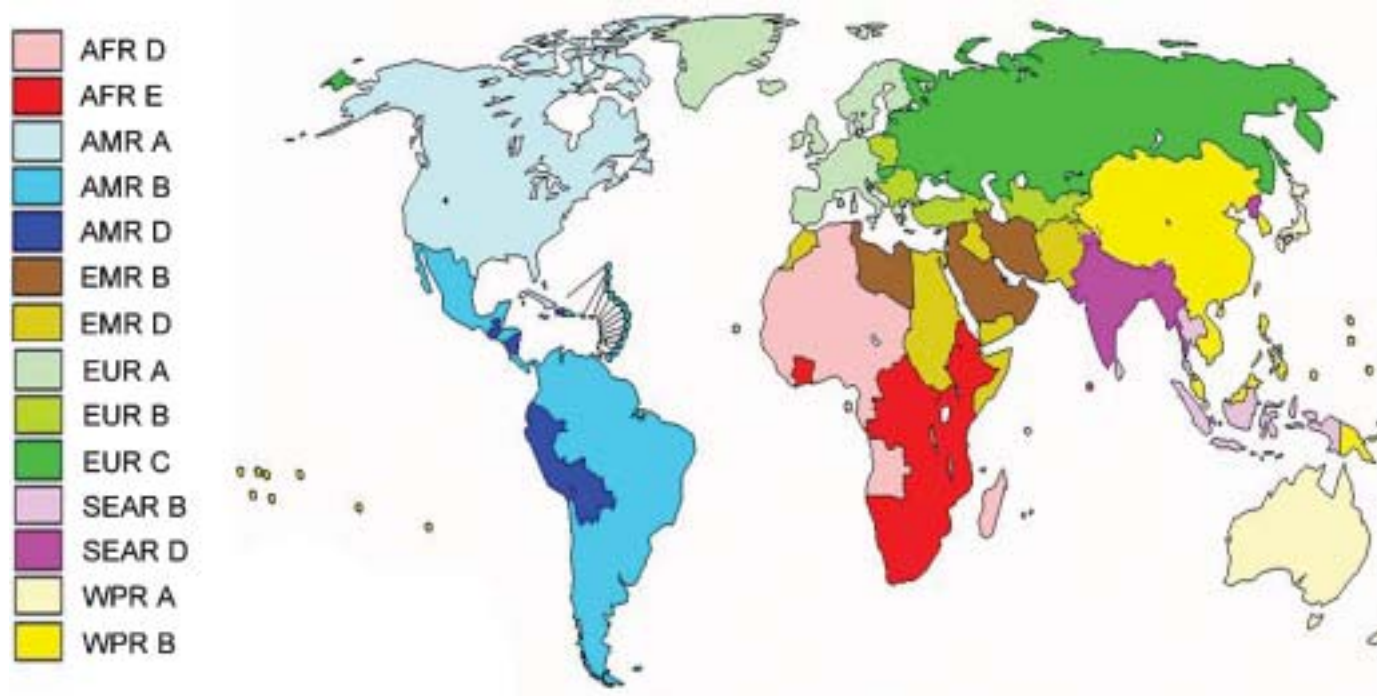 AFR D
AFR E
AMR A
AMR B
AMR D
EMR B
EMR D
EUR A
EUR B
EUR C
SEAR B
SEAR D
WPR A
WPR B